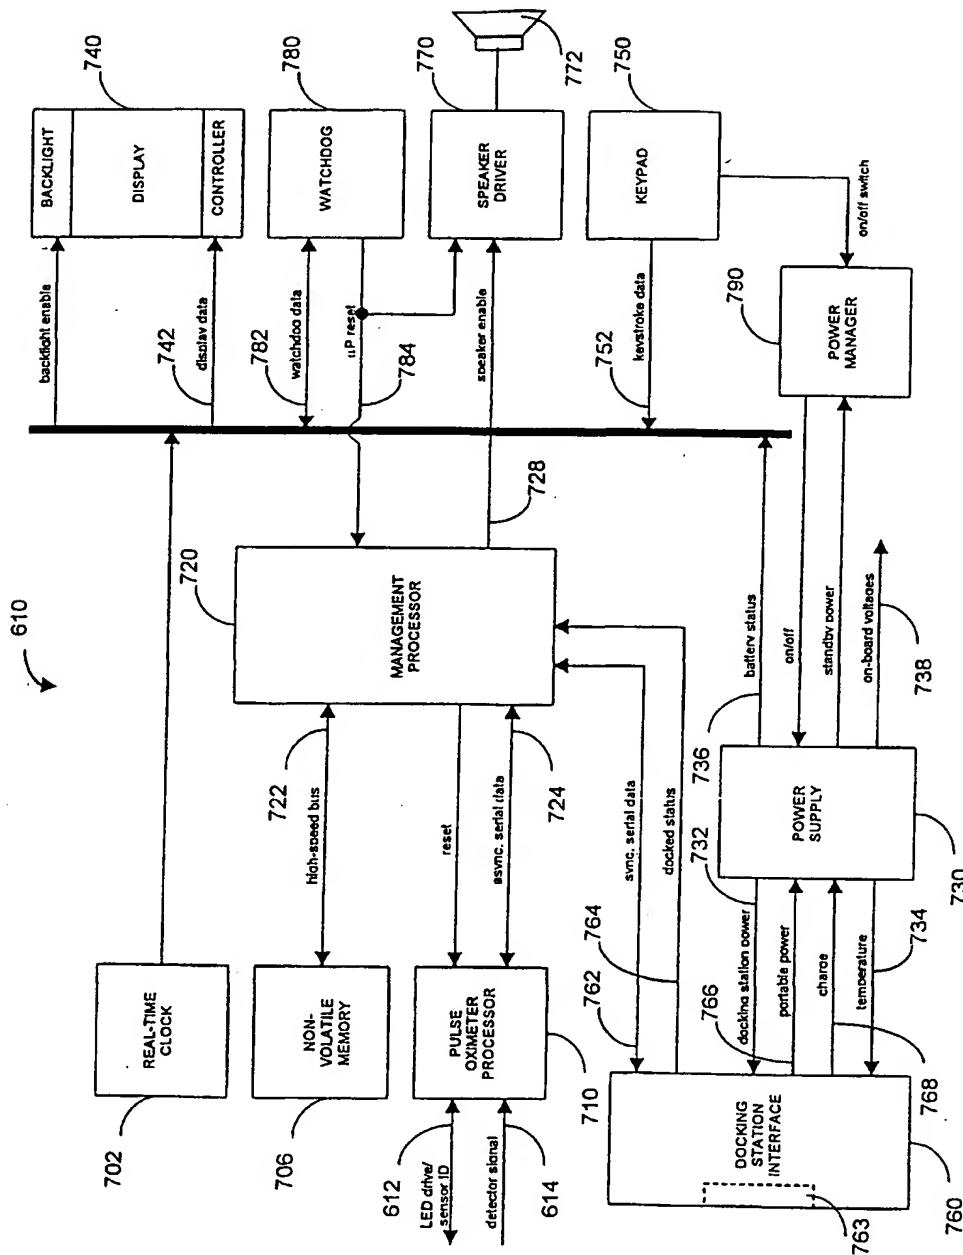 610
REAL-TIME
CLOCK
702
NON-
VOLATILE
MEMORY
706
PULSE
OXIMETER
PROCESSOR
710
612
LED drive/
sensor ID
detector signal
614
high-speed bus
722
reset
async. serial data
724
720
MANAGEMENT
PROCESSOR
728
BACKLIGHT
DISPLAY
CONTROLLER
740
backlight enable
display data
742
WATCHDOG
780
watchdog data
782
uP reset
784
SPEAKER
DRIVER
770
772
speaker enable
KEYPAD
750
keystroke data
752
on/off switch
POWER
MANAGER
790
sync. serial data
762
docked status
764
DOCKING
STATION
INTERFACE
763
760
docking station power
732
portable power
766
charge
768
temperature
734
POWER
SUPPLY
730
battery status
736
on/off
standby power
on-board voltages
738